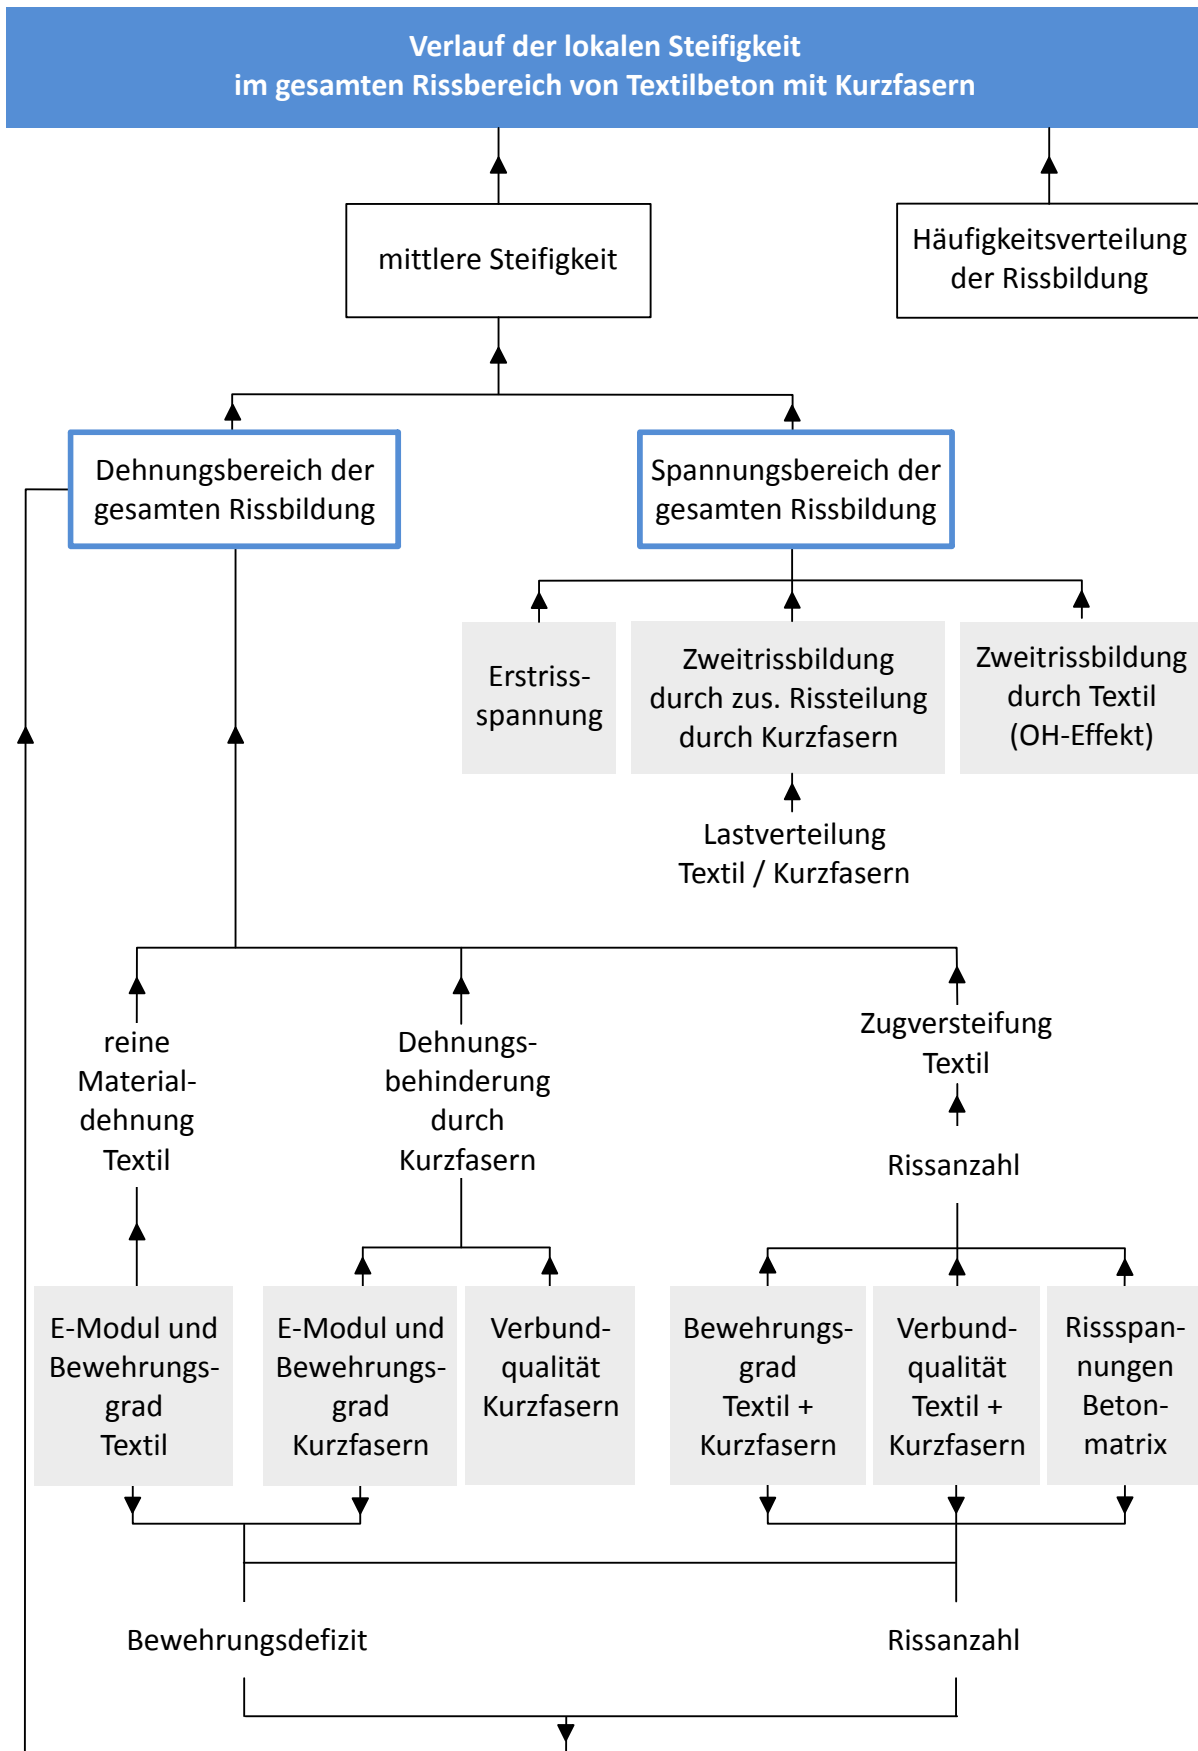 Verlauf der lokalen Steifigkeit
im gesamten Rissbereich von Textilbeton mit Kurzfasern
mittlere Steifigkeit
Häufigkeitsverteilung
der Rissbildung
Dehnungsbereich der
gesamten Rissbildung
Spannungsbereich der
gesamten Rissbildung
Erstriss-
spannung
Zweitrissbildung
durch zus. Rissteilung
durch Kurzfasern
Zweitrissbildung
durch Textil
(OH-Effekt)
Lastverteilung
Textil / Kurzfasern
reine
Material-
dehnung
Textil
Dehnungs-
behinderung
durch
Kurzfasern
Zugversteifung
Textil
Rissanzahl
E-Modul und
Bewehrungs-
grad
Textil
E-Modul und
Bewehrungs-
grad
Kurzfasern
Verbund-
qualität
Kurzfasern
Bewehrungs-
grad
Textil +
Kurzfasern
Verbund-
qualität
Textil +
Kurzfasern
Rissspan-
nungen
Beton-
matrix
Bewehrungsdefizit
Rissanzahl